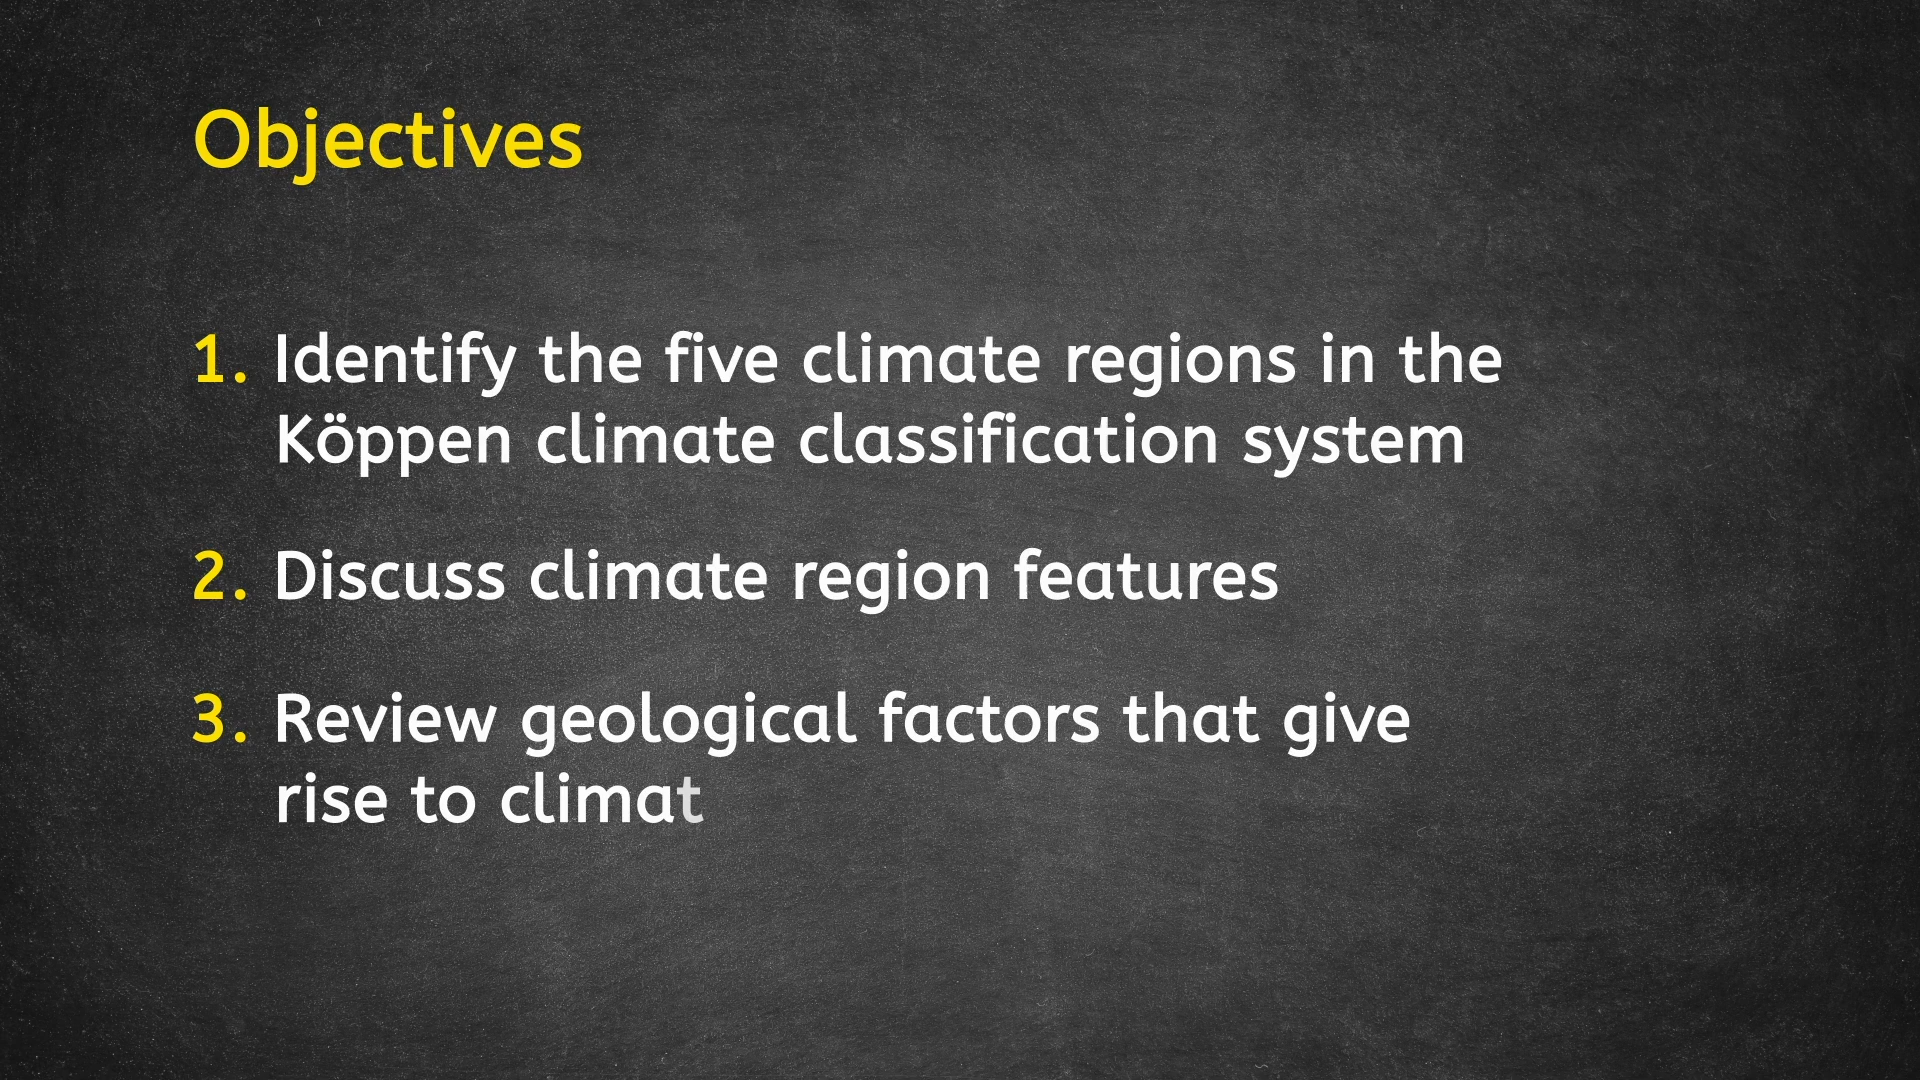 Objectives
1. Identify the five climate regions in the
Köppen climate classification system
2. Discuss climate region features
3. Review geological factors that give
rise to climat